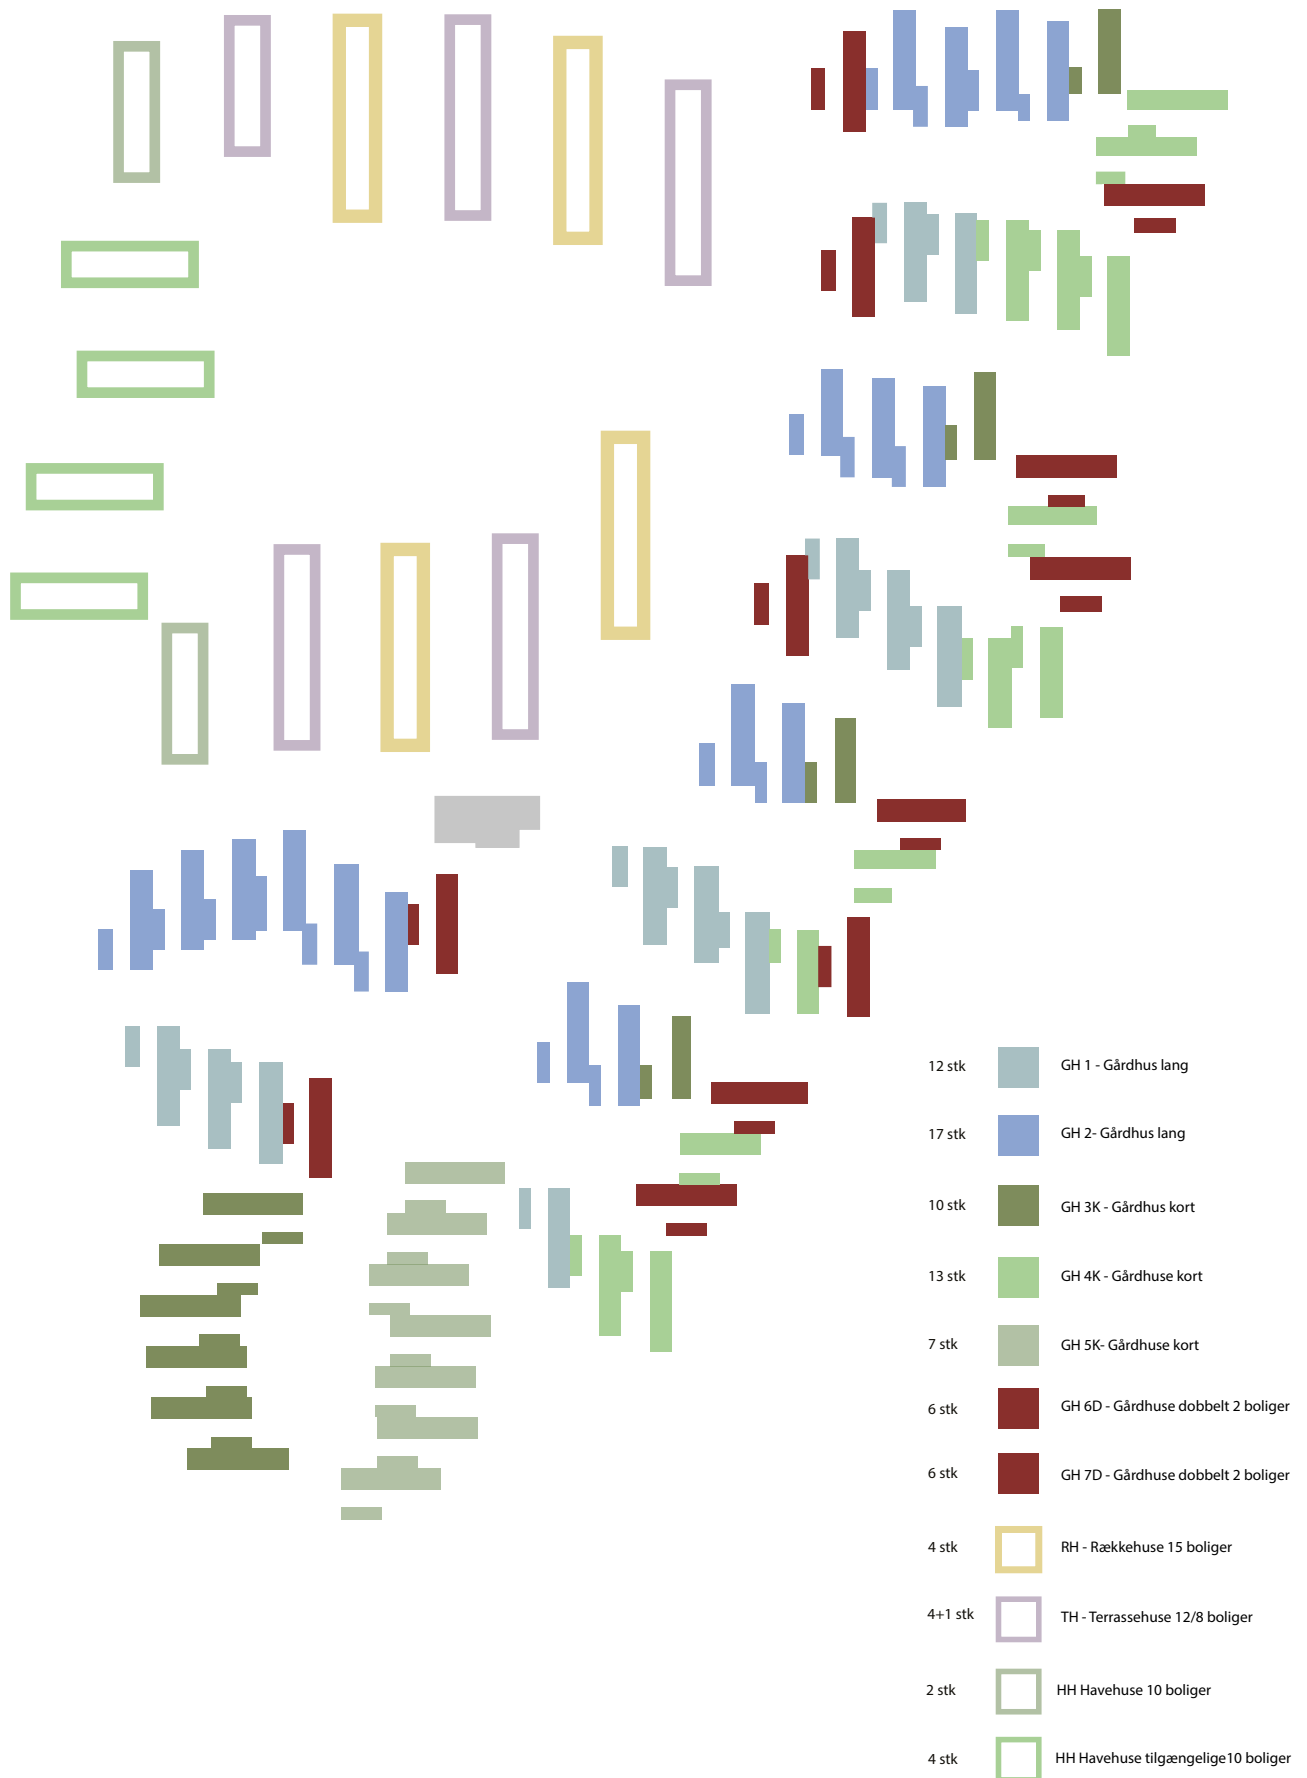 12 stk GH 1 - Gårdhus lang
17 stk GH 2- Gårdhus lang
10 stk GH 3K - Gårdhus kort
13 stk GH 4K - Gårdhuse kort
7 stk GH 5K- Gårdhuse kort
6 stk GH 6D - Gårdhuse dobbelt 2 boliger
6 stk GH 7D - Gårdhuse dobbelt 2 boliger
4 stk RH - Rækkehuse 15 boliger
4+1 stk TH - Terrassehuse 12/8 boliger
2 stk HH Havehuse 10 boliger
4 stk HH Havehuse tilgængelige10 boliger